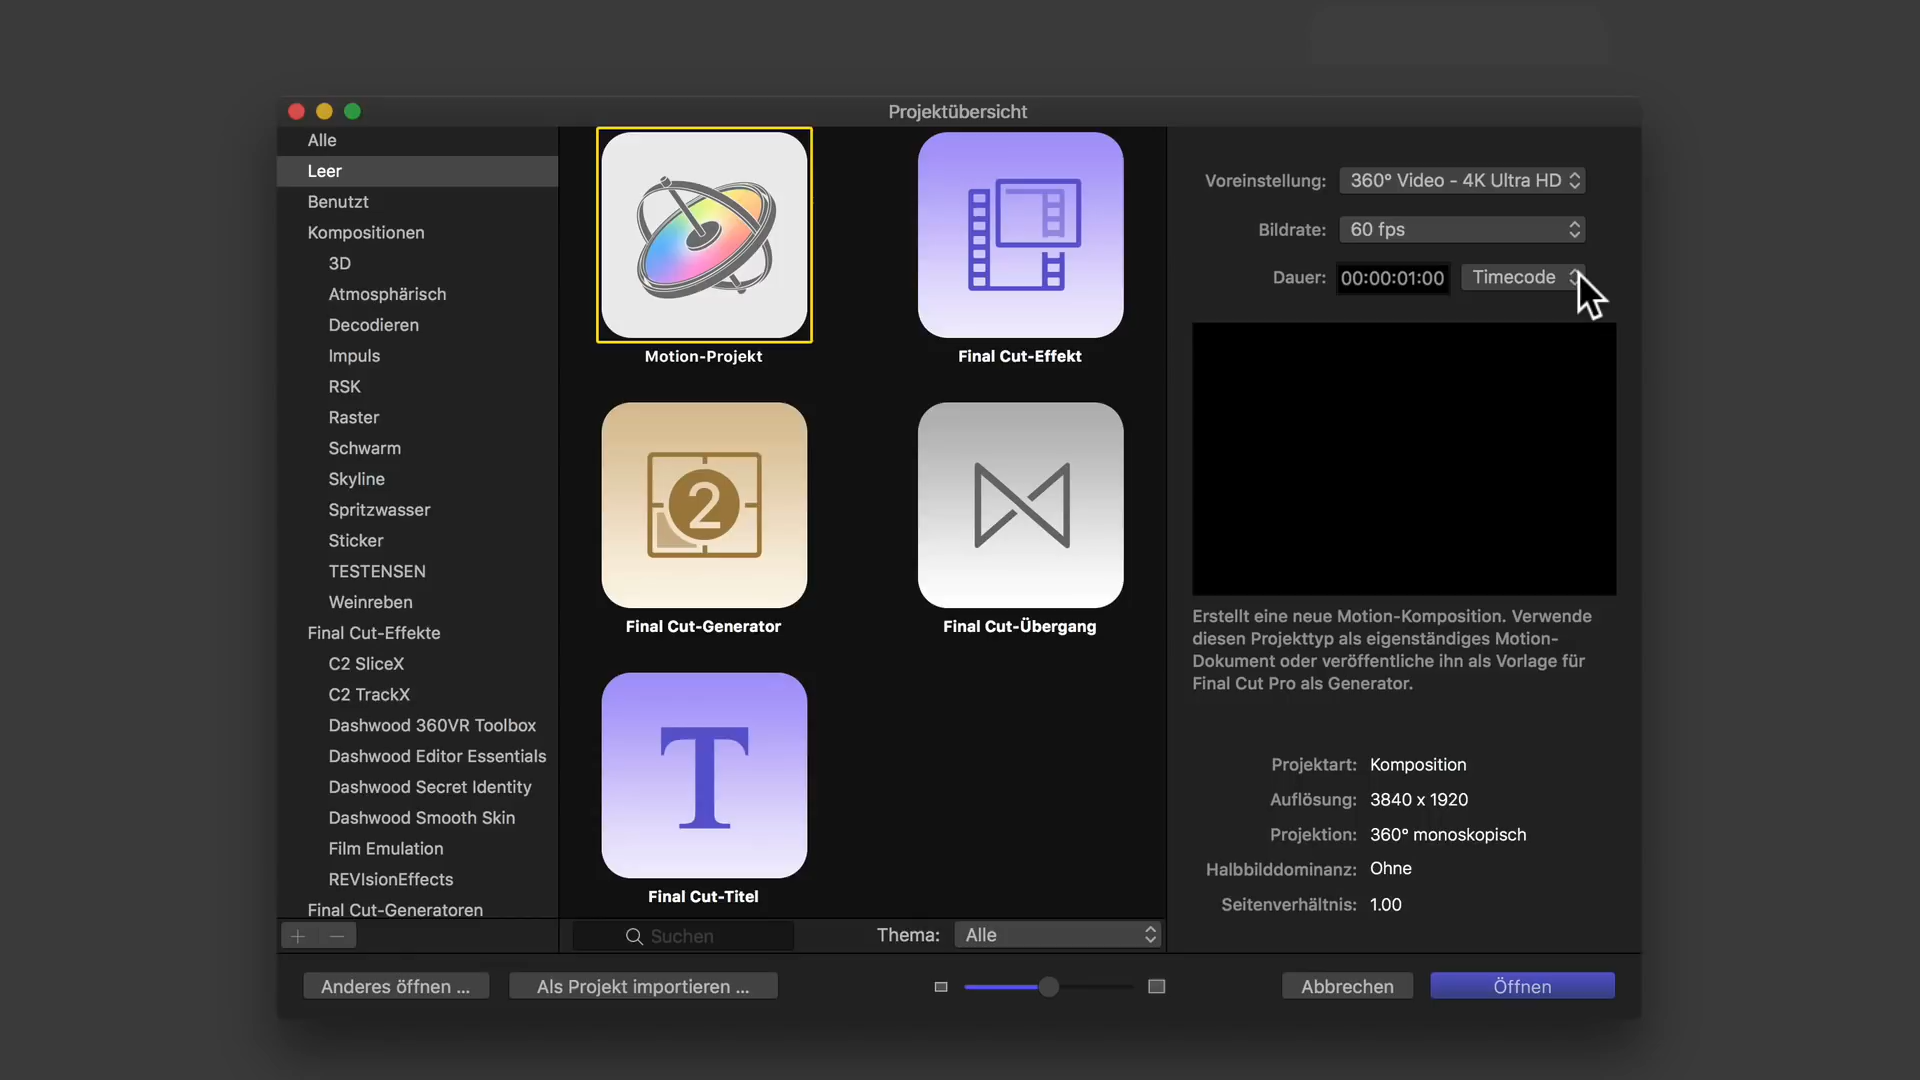 Projektübersicht
Alle
Leer
Benutzt
Kompositionen
3D
Atmosphärisch
Decodieren
Impuls
RSK
Raster
Schwarm
Skyline
Spritzwasser
Sticker
TESTENSEN
Weinreben
Final Cut-Effekte
C2 SliceX
C2 TrackX
Dashwood 360VR Toolbox
Dashwood Editor Essentials
Dashwood Secret Identity
Dashwood Smooth Skin
Film Emulation
REVIsionEffects
Final Cut-Generatoren
Motion-Projekt
Final Cut-Effekt
2
Final Cut-Generator
Final Cut-Übergang
T
Final Cut-Titel
Suchen
Thema: Alle
Voreinstellung: 360° Video - 4K Ultra HD
Bildrate: 60 fps
Dauer: 00:00:01:00 Timecode
Erstellt eine neue Motion-Komposition. Verwende
diesen Projekttyp als eigenständiges Motion-
Dokument oder veröffentliche ihn als Vorlage für
Final Cut Pro als Generator.
Projektart: Komposition
Auflösung: 3840 x 1920
Projektion: 360° monoskopisch
Halbbilddominanz: Ohne
Seitenverhältnis: 1.00
Anderes öffnen ...
Als Projekt importieren ...
Abbrechen
Öffnen